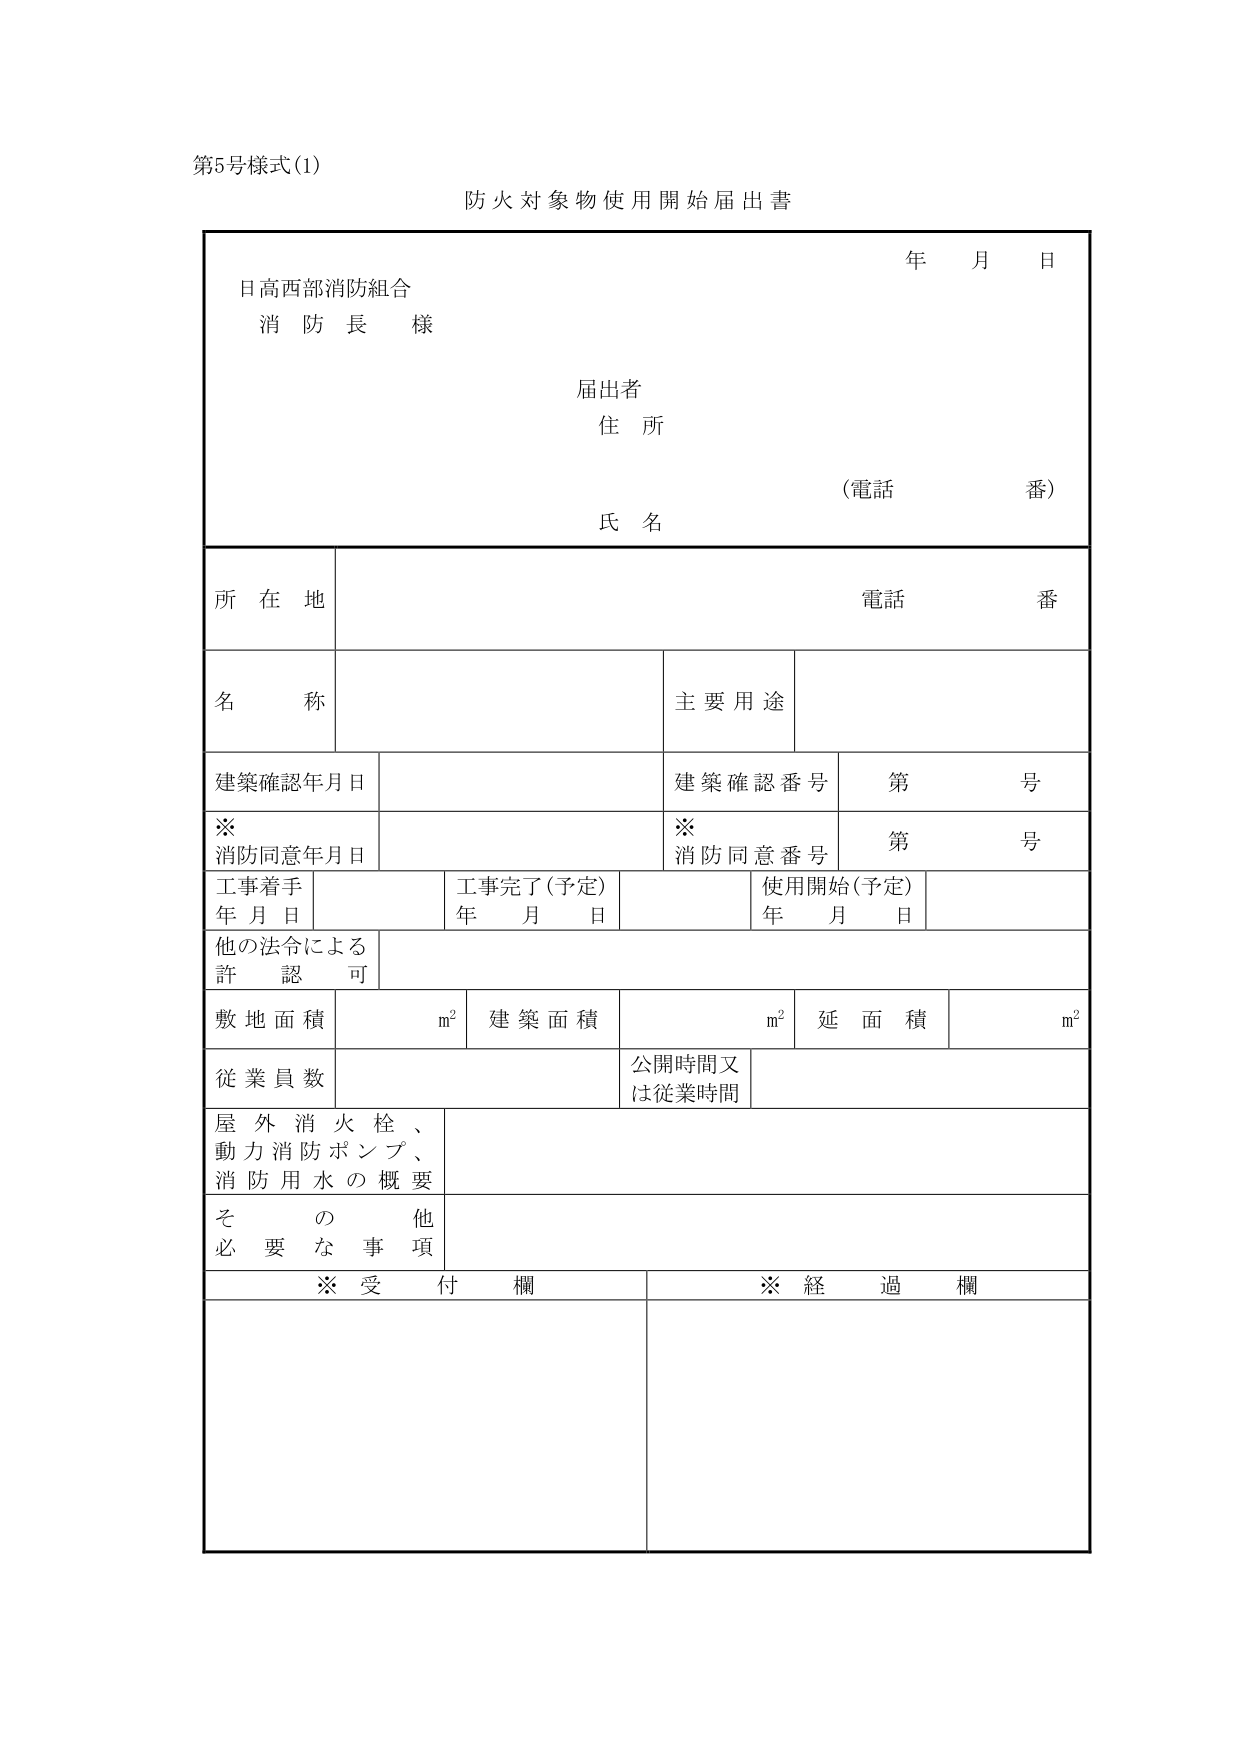 第5号様式(1)
防火対象物使用開始届出書
年　月　日
日高西部消防組合
消防長　様
届出者
住　所
(電話　　　番)
氏　名
所在地　電話　　　番
名称　主要用途
建築確認年月日　建築確認番号　第　　　号
※
消防同意年月日
※
消防同意番号
第　　　号
工事着手
年月日
工事完了(予定)
年　月　日
使用開始(予定)
年　月　日
他の法令による
許認可
敷地面積　㎡　建築面積　㎡　延面積　㎡
従業員数
公開時間又
は従業時間
屋外消火栓、
動力消防ポンプ、
消防用水の概要
その他
必要な事項
※受付欄　※経過欄